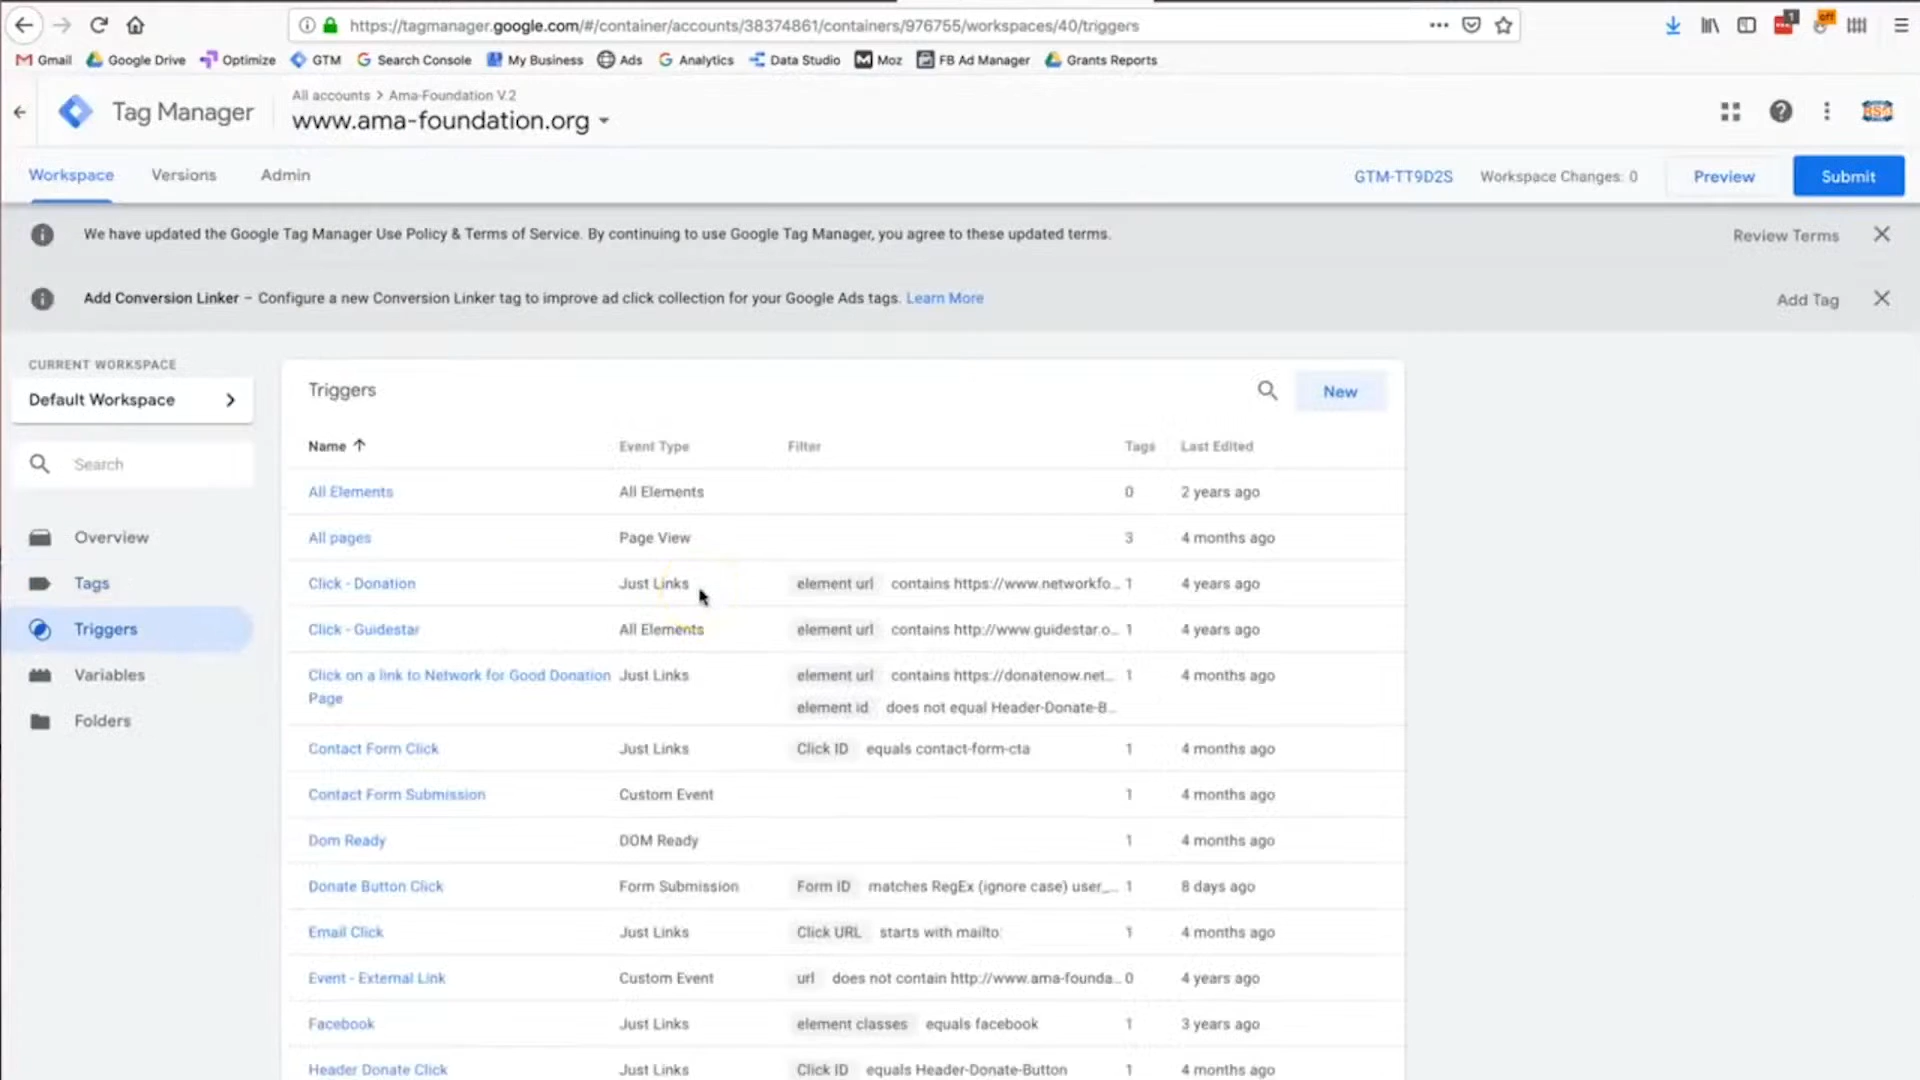 https://tagmanager.google.com/#/container/accounts/38374861/containers/976755/workspaces/40/triggers
1
off
Gmail Google Drive Optimize GTM Search Console My Business Ads Analytics Data Studio Moz FB Ad Manager Grants Reports
All accounts > Ama-Foundation V.2
Tag Manager
www.ama-foundation.org
Workspace Versions Admin
GTM-TT9D2S Workspace Changes: 0 Preview Submit
We have updated the Google Tag Manager Use Policy & Terms of Service. By continuing to use Google Tag Manager, you agree to these updated terms. Review Terms
Add Conversion Linker – Configure a new Conversion Linker tag to improve ad click collection for your Google Ads tags. Learn More Add Tag
CURRENT WORKSPACE
Default Workspace
Search
Overview
Tags
Triggers
Variables
Folders
Triggers New
Name Event Type Filter Tags Last Edited
All Elements All Elements 0 2 years ago
All pages Page View 3 4 months ago
Click - Donation Just Links element url contains https://www.networkfo... 1 4 years ago
Click - Guidestar All Elements element url contains http://www.guidestar.o... 1 4 years ago
Click on a link to Network for Good Donation Just Links element url contains https://donatenow.net... 1 4 months ago
Page element id does not equal Header-Donate-B...
Contact Form Click Just Links Click ID equals contact-form-cta 1 4 months ago
Contact Form Submission Custom Event 1 4 months ago
Dom Ready DOM Ready 1 4 months ago
Donate Button Click Form Submission Form ID matches RegEx (ignore case) user_... 1 8 days ago
Email Click Just Links Click URL starts with mailto: 1 4 months ago
Event - External Link Custom Event url does not contain http://www.ama-founda... 0 4 years ago
Facebook Just Links element classes equals facebook 1 3 years ago
Header Donate Click Just Links Click ID equals Header-Donate-Button 1 4 months ago